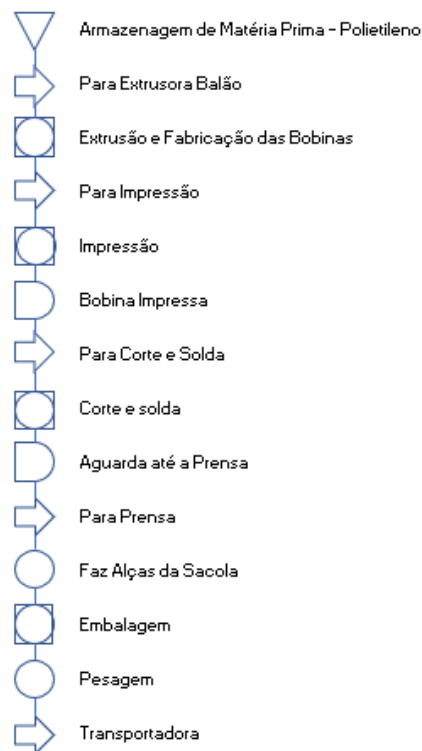 Armazenagem de Matéria Prima - Polietileno
Para Extrusora Balão
Extrusão e Fabricação das Bobinas
Para Impressão
Impressão
Bobina Impressa
Para Corte e Solda
Corte e solda
Aguarda até a Prensa
Para Prensa
Faz Alças da Sacola
Embalagem
Pesagem
Transportadora